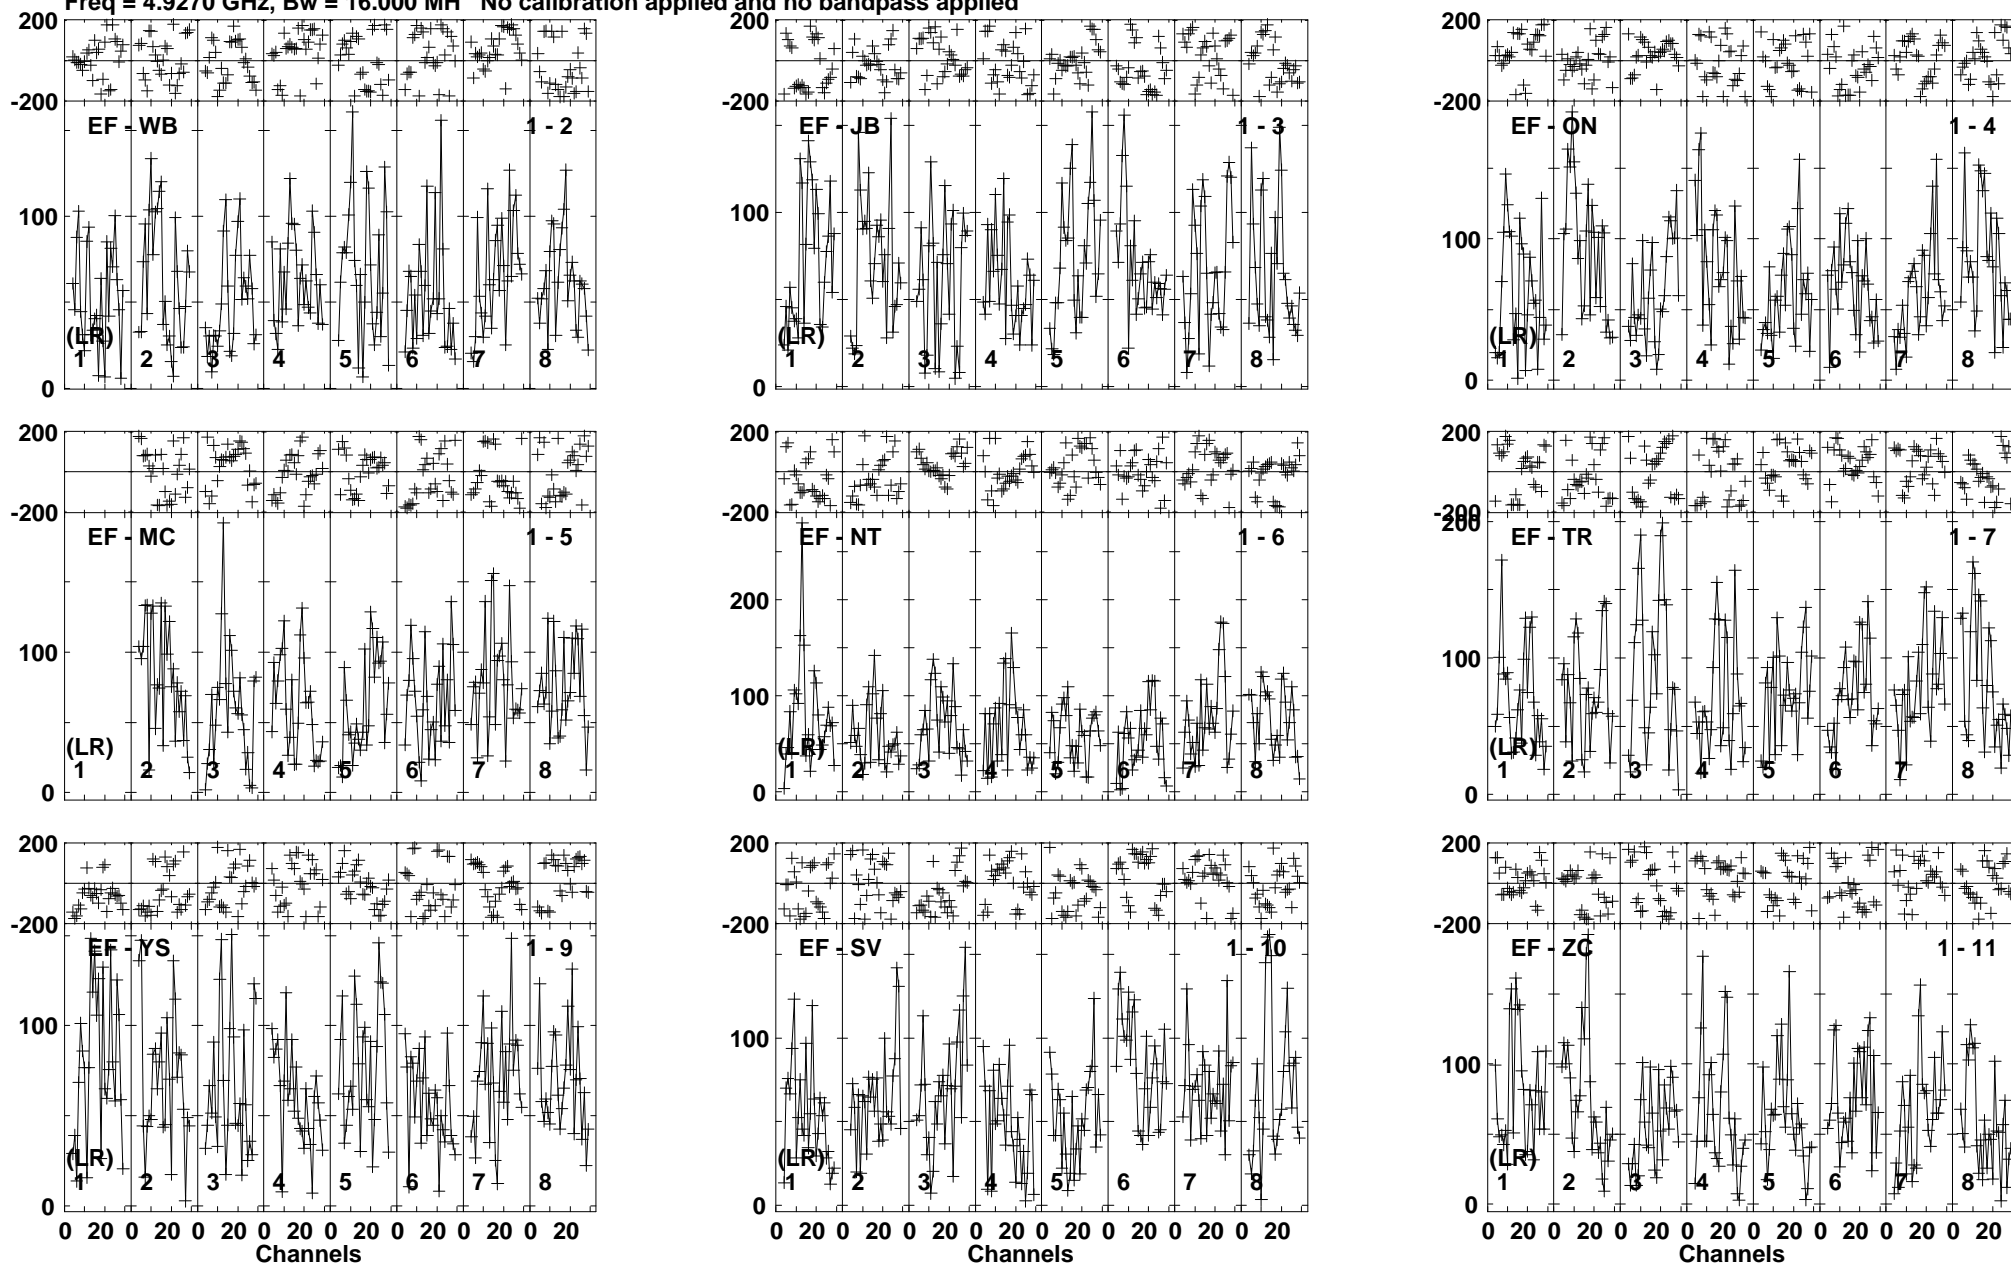 Freq = 4.9270 GHz, Bw = 16.000 MH No calibration applied and no bandpass applied
200 200 200
-200 -200 -200
EF - WB 1 - 2 EF - JB 1 - 3 EF - ON 1 - 4
100 100 100
(LR) (LR) (LR)
1 2 3 4 5 6 7 8 1 2 3 4 5 6 7 8 1 2 3 4 5 6 7 8
0 0 0
200 200 200
-200 -200 -200
200
EF - MC 1 - 5 EF - NT 1 - 6 EF - TR 1 - 7
200
100 100 100
(LR) (LR) (LR)
1 2 3 4 5 6 7 8 1 2 3 4 5 6 7 8 1 2 3 4 5 6 7 8
0 0 0
200 200 200
-200 -200 -200
EF - YS 1 - 9 EF - SV 1 - 10 EF - ZC 1 - 11
100 100 100
(LR) (LR) (LR)
1 2 3 4 5 6 7 8 1 2 3 4 5 6 7 8 1 2 3 4 5 6 7 8
0 0 0
0 20 0 20 0 20 0 20 0 20 0 20 0 20 0 20 0 20 0 20 0 20 0 20 0 20 0 20 0 20 0 20 0 20 0 20 0 20 0 20 0 20 0 20 0 20 0 20
Channels Channels Channels